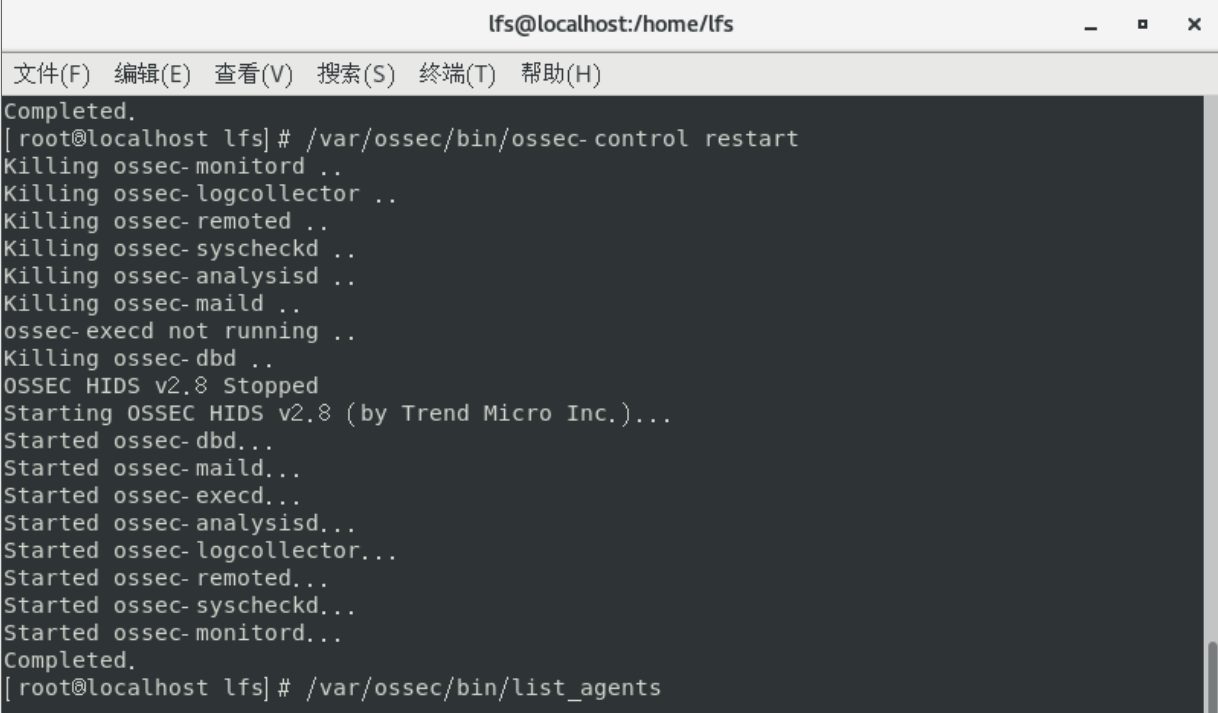 lfs@localhost:/home/lfs
文件(F) 编辑(E) 查看(V) 搜索(S) 终端(T) 帮助(H)
Completed.
[root@localhost lfs]# /var/ossec/bin/ossec-control restart
Killing ossec-monitord ..
Killing ossec-logcollector ..
Killing ossec-remoted ..
Killing ossec-syscheckd ..
Killing ossec-analysisd ..
Killing ossec-maild ..
ossec-execd not running ..
Killing ossec-dbd ..
OSSEC HIDS v2.8 Stopped
Starting OSSEC HIDS v2.8 (by Trend Micro Inc.)...
Started ossec-dbd...
Started ossec-maild...
Started ossec-execd...
Started ossec-analysisd...
Started ossec-logcollector...
Started ossec-remoted...
Started ossec-syscheckd...
Started ossec-monitord...
Completed.
[root@localhost lfs]# /var/ossec/bin/list_agents